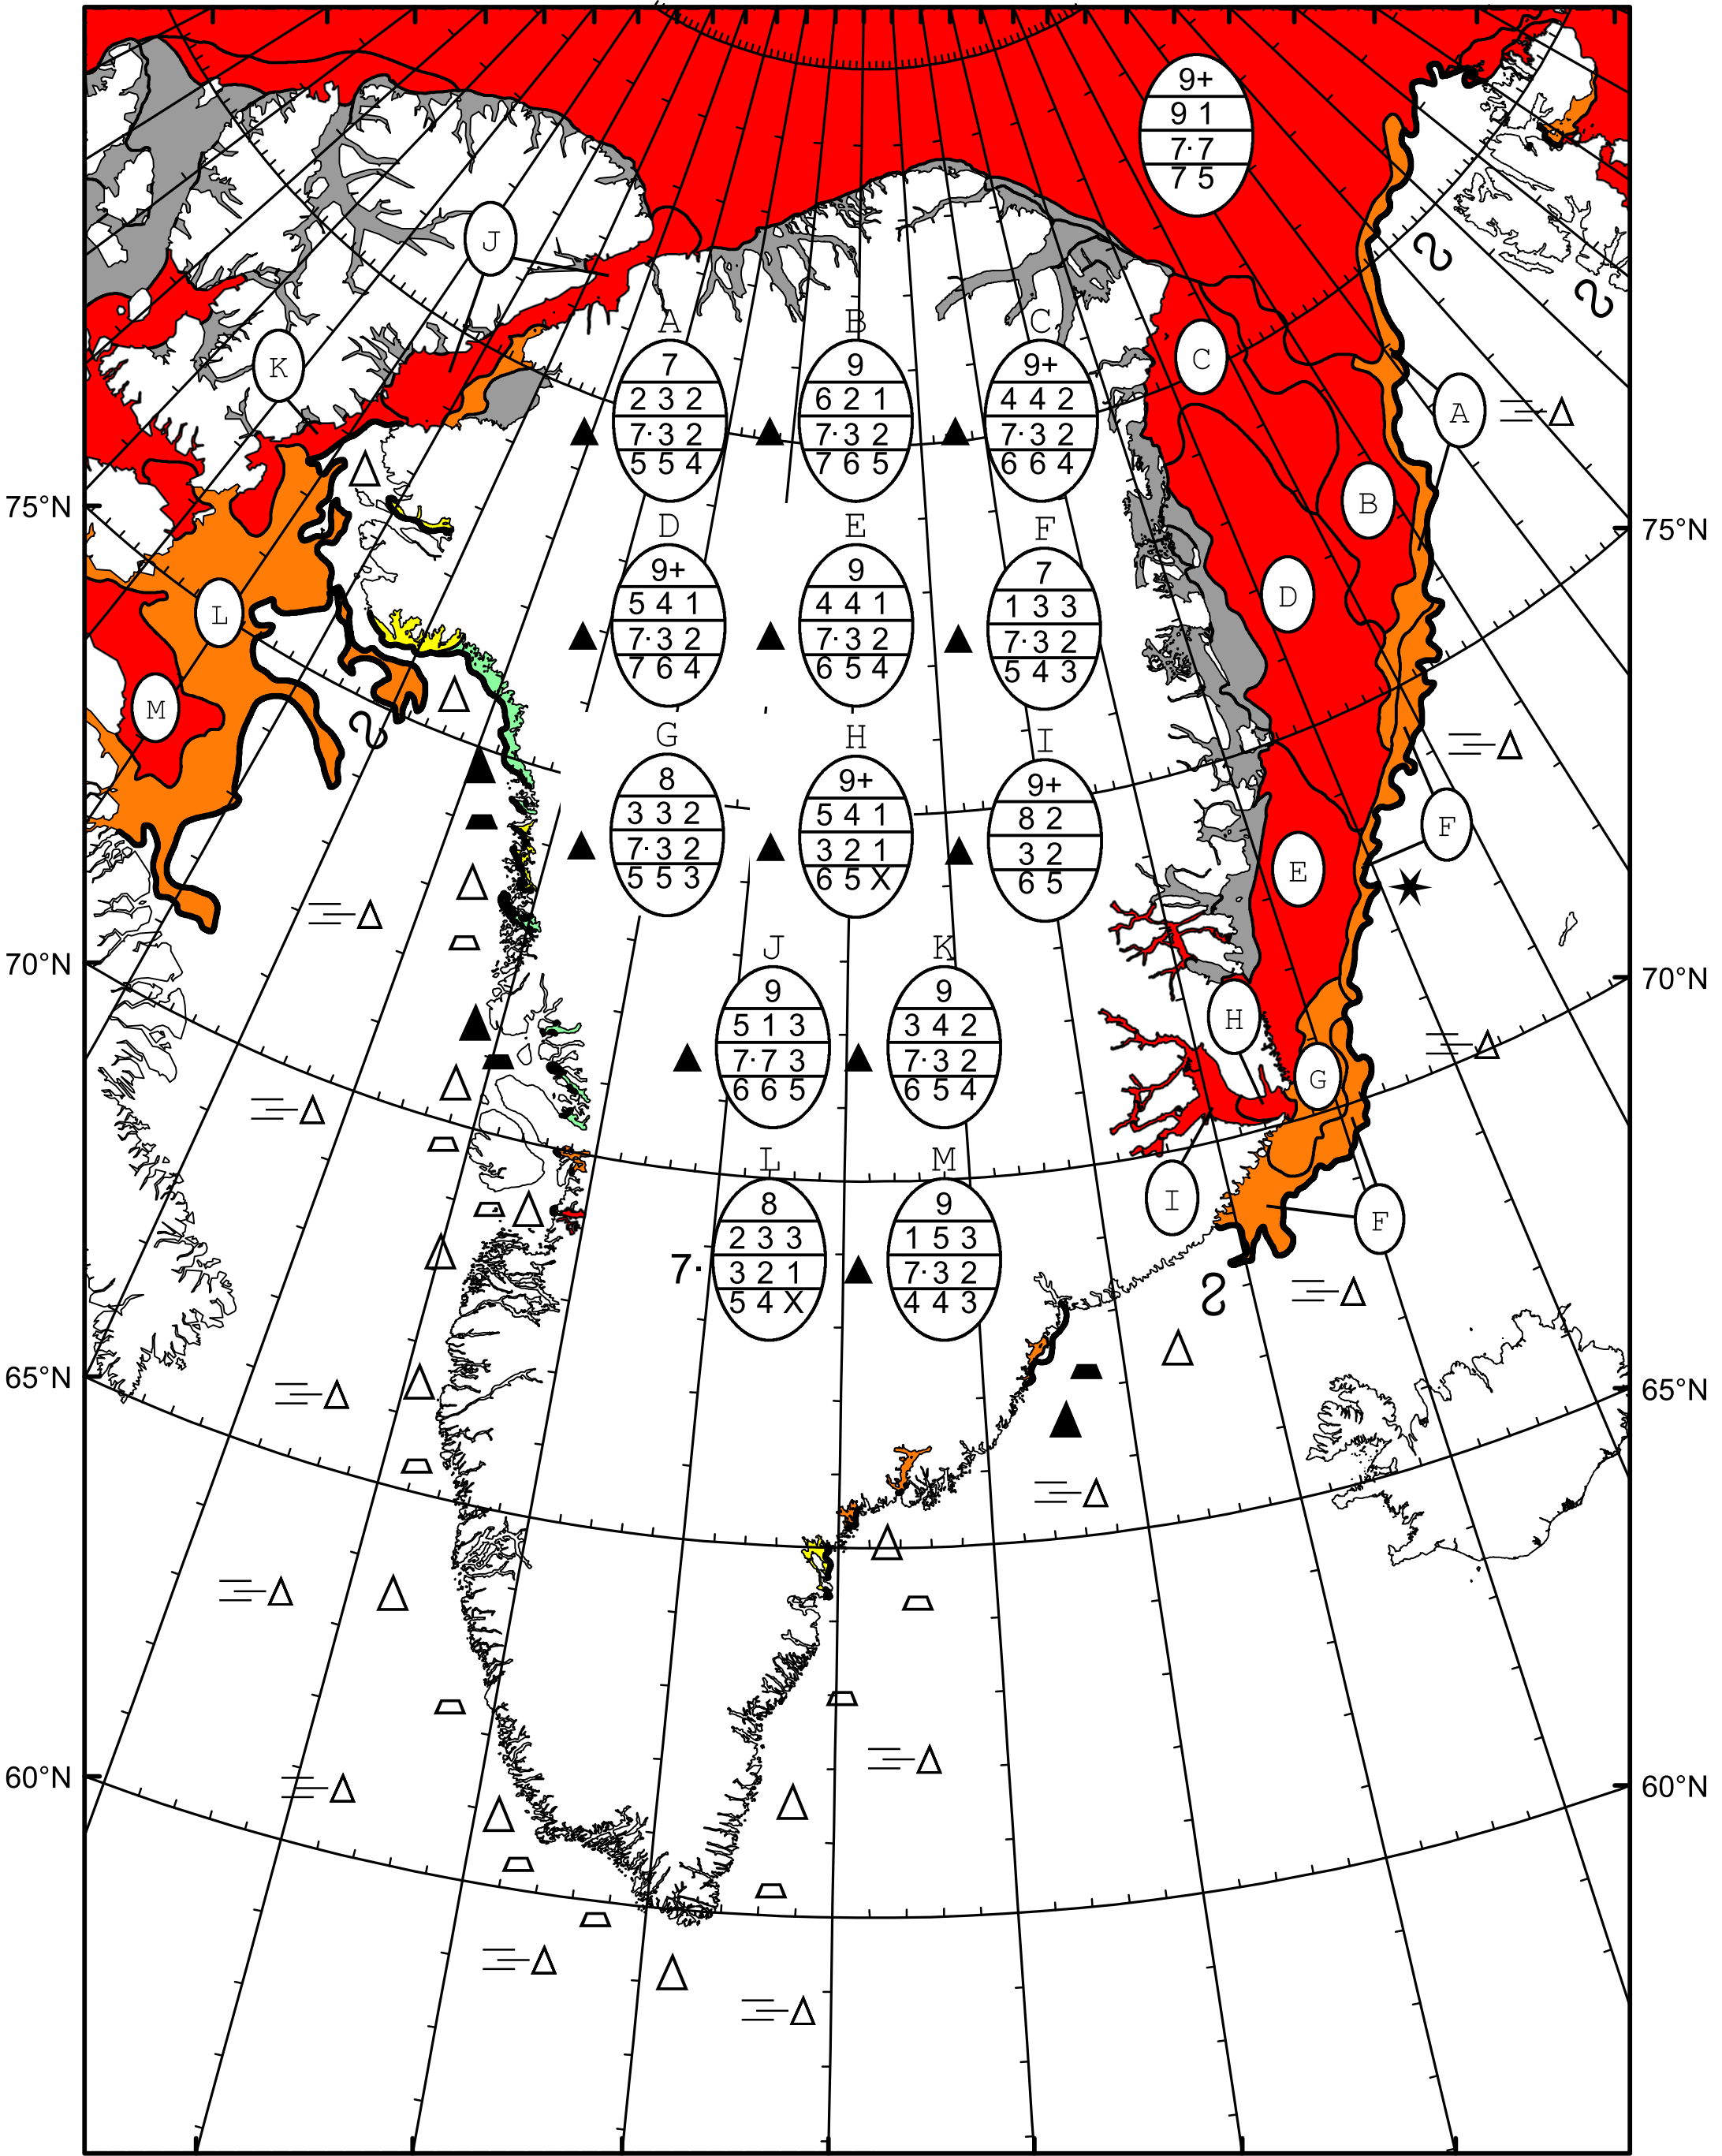 9+
9 1
7·7
7 5
J
K
C
A
B
D
L
M
F
E
H
G
I
F
75°N
75°N
70°N
70°N
65°N
65°N
60°N
60°N
A
7
2 3 2
7·3 2
5 5 4
B
9
6 2 1
7·3 2
7 6 5
C
9+
4 4 2
7·3 2
6 6 4
D
9+
5 4 1
7·3 2
7 6 4
E
9
4 4 1
7·3 2
6 5 4
F
7
1 3 3
7·3 2
5 4 3
G
8
3 3 2
7·3 2
5 5 3
H
9+
5 4 1
3 2 1
6 5 X
I
9+
8 2
3 2
6 5
J
9
5 1 3
7·7 3
6 6 5
K
9
3 4 2
7·3 2
6 5 4
L
8
2 3 3
7· 3 2 1
5 4 X
M
9
1 5 3
7·3 2
4 4 3